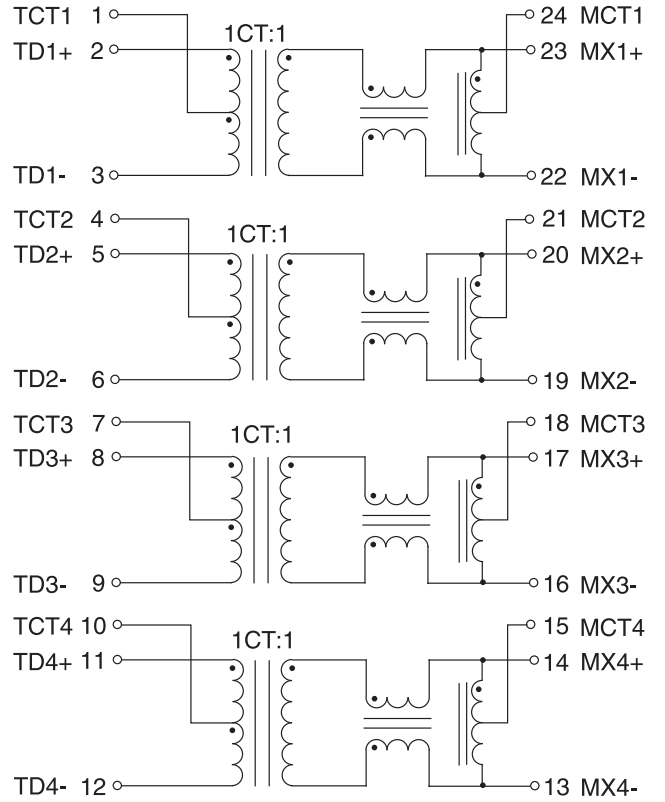 TCT1 1 24 MCT1
1CT:1
TD1+ 2 23 MX1+
TD1- 3 22 MX1-
TCT2 4 21 MCT2
1CT:1
TD2+ 5 20 MX2+
TD2- 6 19 MX2-
TCT3 7 18 MCT3
1CT:1
TD3+ 8 17 MX3+
TD3- 9 16 MX3-
TCT4 10 15 MCT4
1CT:1
TD4+ 11 14 MX4+
TD4- 12 13 MX4-